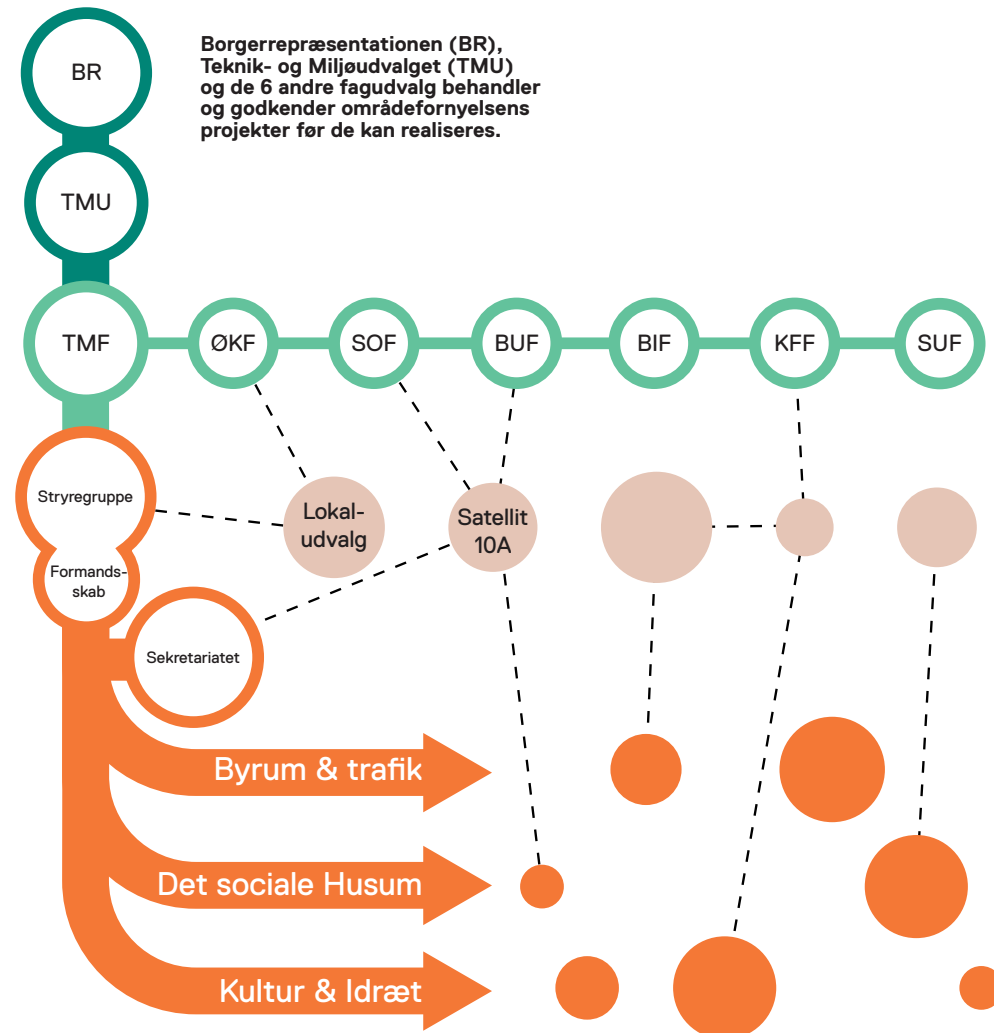 BR
Borgerrepræsentationen (BR),
Teknik- og Miljøudvalget (TMU)
og de 6 andre fagudvalg behandler
og godkender områdefornyelsens
projekter før de kan realiseres.
TMU
TMF
ØKF
SOF
BUF
BIF
KFF
SUF
Stryregruppe
Lokal-
udvalg
Satellit
10A
Formands-
skab
Sekretariatet
Byrum & trafik
Det sociale Husum
Kultur & Idræt